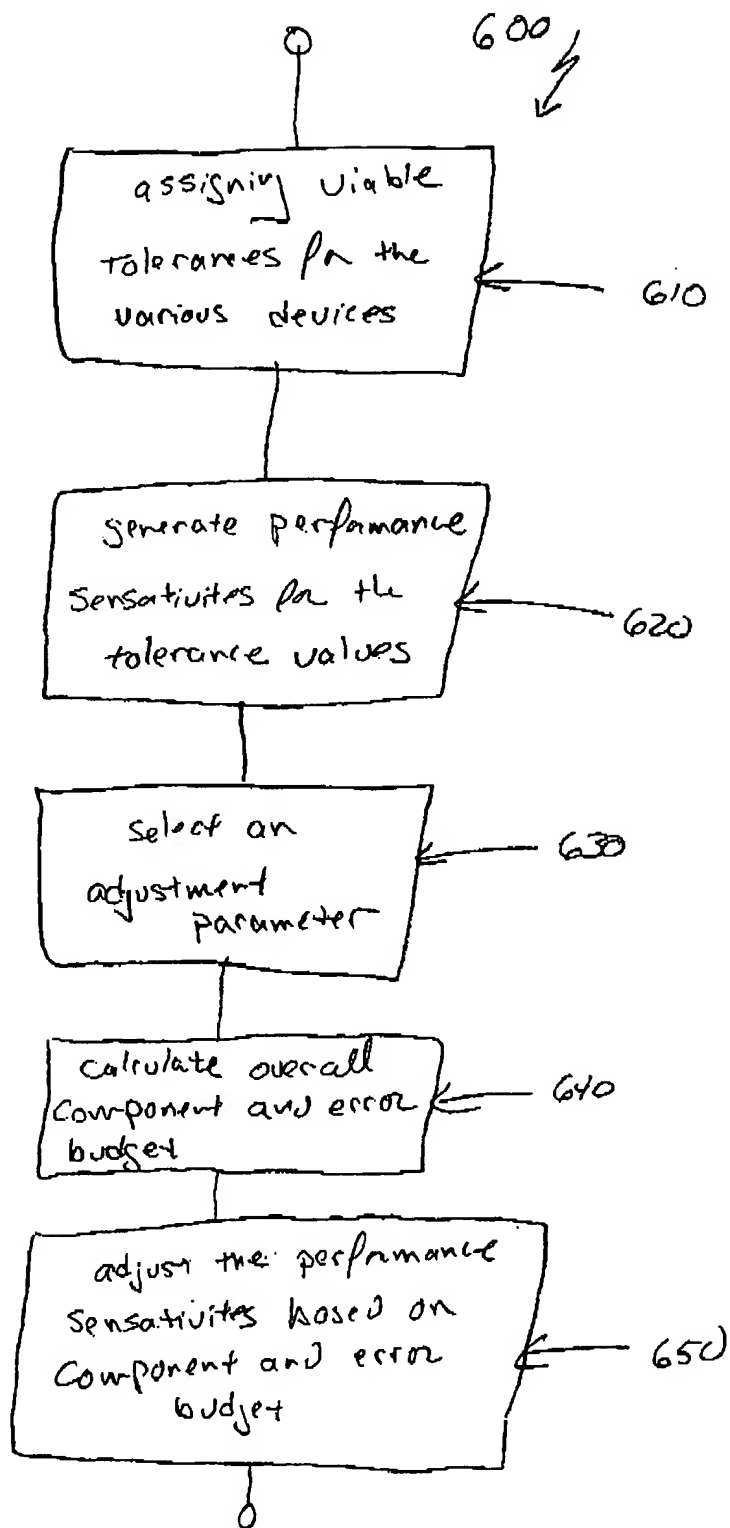 600
assigning viable
tolerances for the
various devices
610
generate perfomance
sensativites for the
tolerance values
620
select an
adjustment
parameter
630
calculate overall
component and error
budget
640
adjust the performance
sensativites based on
component and error
budget
650